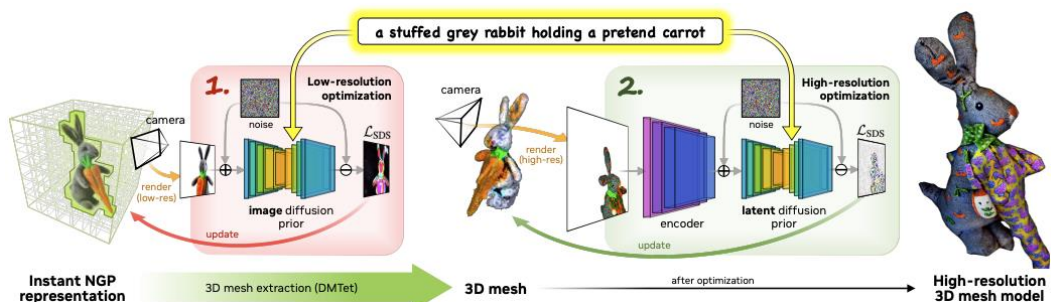 a stuffed grey rabbit holding a pretend carrot
1.
Low-resolution
optimization
camera
noise
ℒSDS
render
(low-res)
image diffusion
prior
update
2.
High-resolution
optimization
camera
noise
ℒSDS
render
(high-res)
encoder
latent diffusion
prior
update
Instant NGP
representation
3D mesh extraction (DMTet)
3D mesh
after optimization
High-resolution
3D mesh model